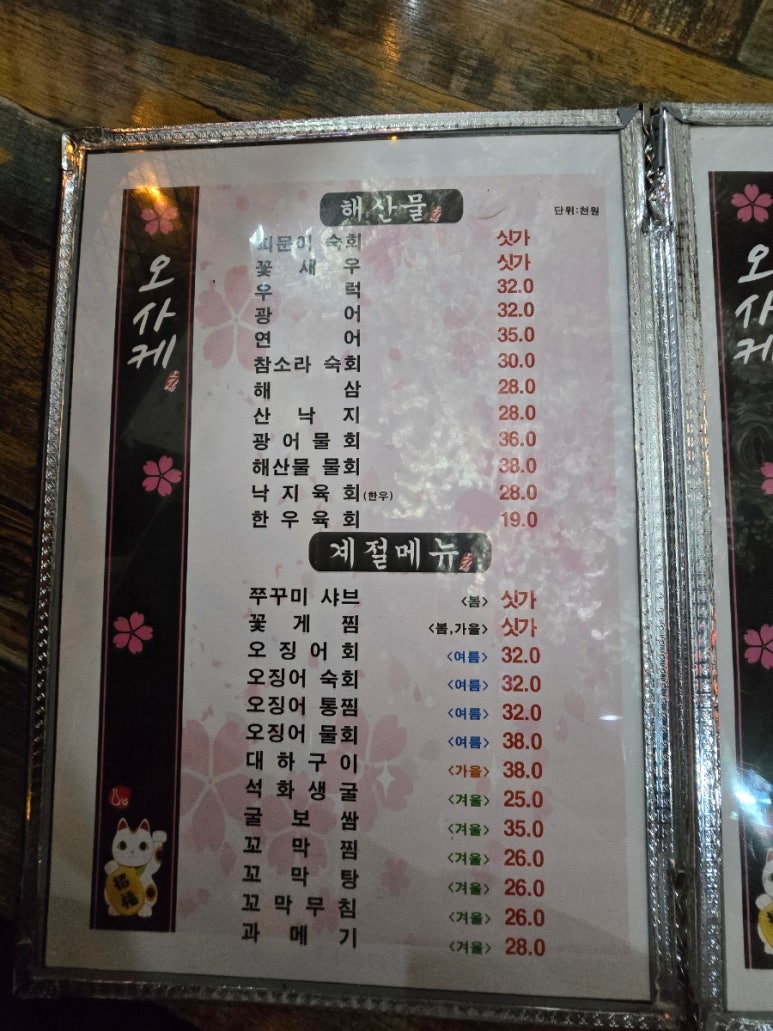 오사케
해산물
단위:천원
피문어 숙회 싯가
꽃새우 싯가
우럭 32.0
광어 32.0
연어 35.0
참소라 숙회 30.0
해삼 28.0
산낙지 28.0
광어물회 36.0
해산물 물회 38.0
낙지육회(한우) 28.0
한우육회 19.0
계절메뉴
쭈꾸미 샤브 <봄> 싯가
꽃게찜 <봄,가을> 싯가
오징어회 <여름> 32.0
오징어 숙회 <여름> 32.0
오징어 통찜 <여름> 32.0
오징어 물회 <여름> 38.0
대하구이 <가을> 38.0
석화생굴 <겨울> 25.0
굴보쌈 <겨울> 35.0
꼬막찜 <겨울> 26.0
꼬막탕 <겨울> 26.0
꼬막무침 <겨울> 26.0
과메기 <겨울> 28.0
招福
오사케